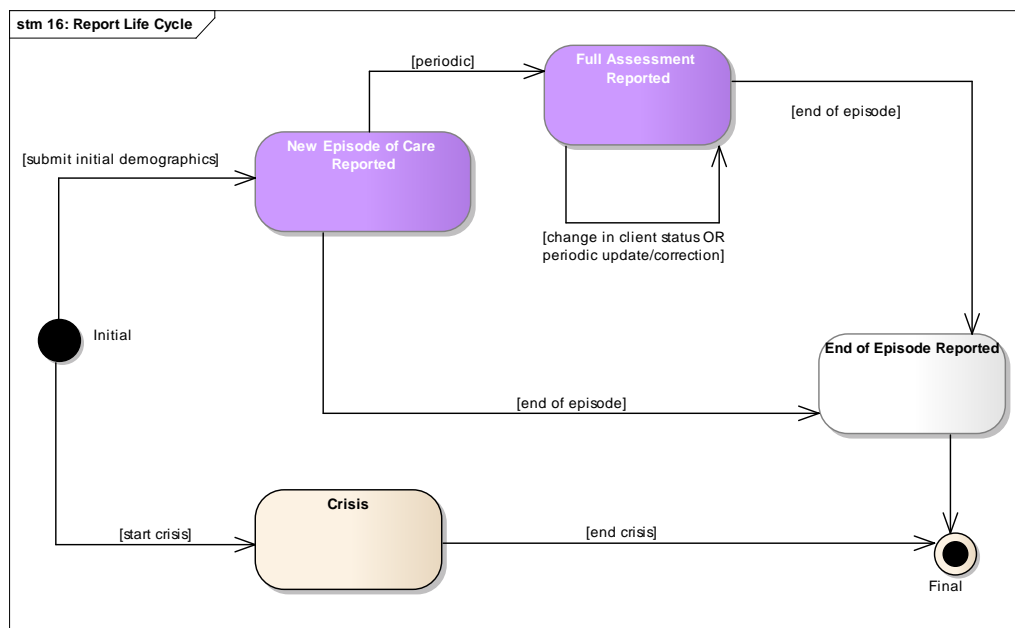 stm 16: Report Life Cycle
[periodic]
Full Assessment
Reported
[end of episode]
New Episode of Care
Reported
[submit initial demographics]
[change in client status OR
periodic update/correction]
Initial
End of Episode Reported
[end of episode]
Crisis
[start crisis]
[end crisis]
Final